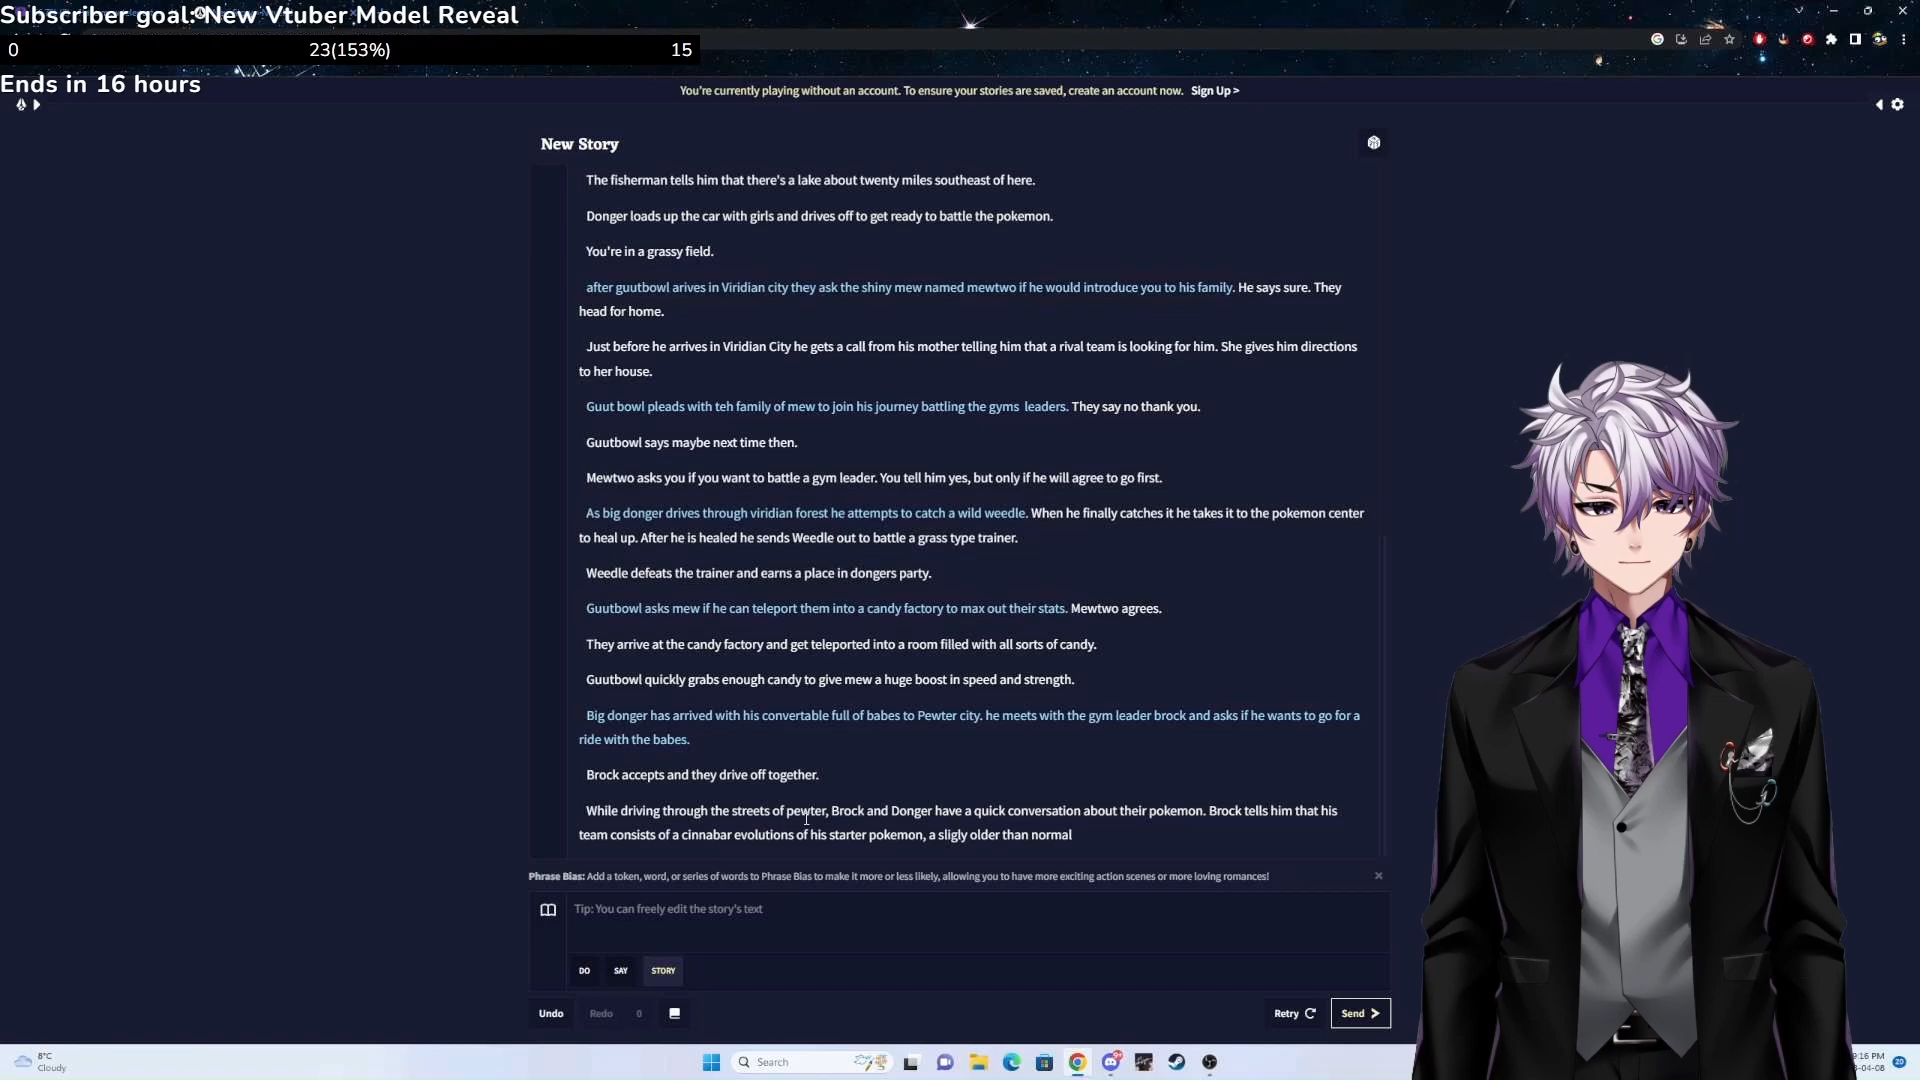 Subscriber goal: New Vtuber Model Reveal
0 23(153%) 15
Ends in 16 hours
You're currently playing without an account. To ensure your stories are saved, create an account now. Sign Up >
New Story
The fisherman tells him that there's a lake about twenty miles southeast of here.
Donger loads up the car with girls and drives off to get ready to battle the pokemon.
You're in a grassy field.
after guutbowl arives in Viridian city they ask the shiny mew named mewtwo if he would introduce you to his family. He says sure. They
head for home.
Just before he arrives in Viridian City he gets a call from his mother telling him that a rival team is looking for him. She gives him directions
to her house.
Guut bowl pleads with teh family of mew to join his journey battling the gyms leaders. They say no thank you.
Guutbowl says maybe next time then.
Mewtwo asks you if you want to battle a gym leader. You tell him yes, but only if he will agree to go first.
As big donger drives through viridian forest he attempts to catch a wild weedle. When he finally catches it he takes it to the pokemon center
to heal up. After he is healed he sends Weedle out to battle a grass type trainer.
Weedle defeats the trainer and earns a place in dongers party.
Guutbowl asks mew if he can teleport them into a candy factory to max out their stats. Mewtwo agrees.
They arrive at the candy factory and get teleported into a room filled with all sorts of candy.
Guutbowl quickly grabs enough candy to give mew a huge boost in speed and strength.
Big donger has arrived with his convertable full of babes to Pewter city. he meets with the gym leader brock and asks if he wants to go for a
ride with the babes.
Brock accepts and they drive off together.
While driving through the streets of pewter, Brock and Donger have a quick conversation about their pokemon. Brock tells him that his
team consists of a cinnabar evolutions of his starter pokemon, a sligly older than normal
Phrase Bias: Add a token, word, or series of words to Phrase Bias to make it more or less likely, allowing you to have more exciting action scenes or more loving romances!
Tip: You can freely edit the story's text
DO SAY STORY
Undo Redo 0 Retry Send
8°C
Cloudy
Search
9+
9:16 PM
-04-08
20